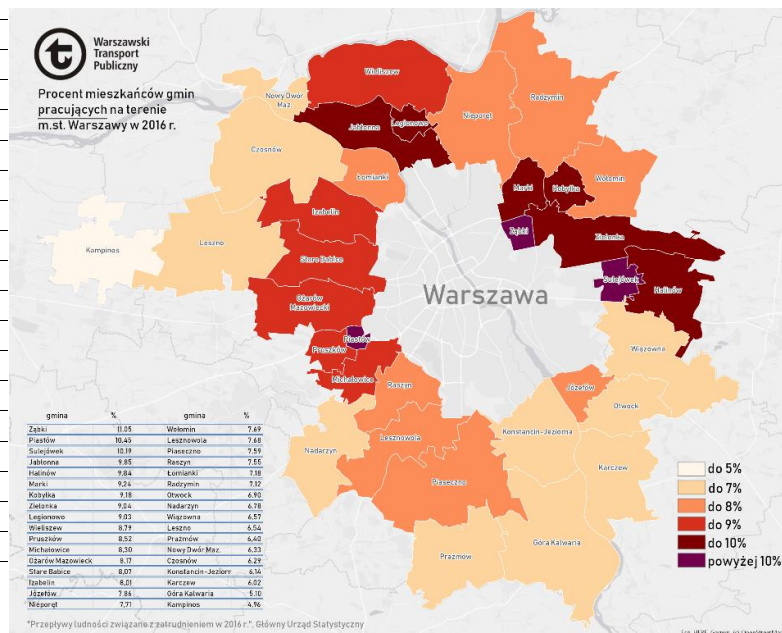 Warszawski
Transport
Publiczny
Procent mieszkańców gmin
pracujących na terenie
m.st. Warszawy w 2016 r.
Wieliszew
Nowy Dwór
Maz.
Jabłonna
Legionowo
Nieporęt
Radzymin
Czosnów
Łomianki
Marki
Kobyłka
Wołomin
Izabelin
Ząbki
Zielonka
Kampinos
Leszno
Stare Babice
Sulejówek
Halinów
Ożarów
Mazowiecki
Warszawa
Piastów
Pruszków
Wiązowna
Michałowice
Raszyn
Józefów
Otwock
Lesznowola
Konstancin-Jeziorna
Nadarzyn
Karczew
Piaseczno
Góra Kalwaria
Prażmów
gmina % gmina %
Ząbki 11.05 Wołomin 7.69
Piastów 10.45 Lesznowola 7.68
Sulejówek 10.19 Piaseczno 7.59
Jabłonna 9.85 Raszyn 7.55
Halinów 9.84 Łomianki 7.18
Marki 9.24 Radzymin 7.12
Kobyłka 9.18 Otwock 6.90
Zielonka 9.04 Nadarzyn 6.78
Legionowo 9.03 Wiązowna 6.57
Wieliszew 8.79 Leszno 6.54
Pruszków 8.52 Prażmów 6.40
Michałowice 8.30 Nowy Dwór Maz. 6.33
Ożarów Mazowieck 8.17 Czosnów 6.29
Stare Babice 8.07 Konstancin-Jeziorr 6.14
Izabelin 8.01 Karczew 6.02
Józefów 7.86 Góra Kalwaria 5.10
Nieporęt 7.71 Kampinos 4.96
do 5%
do 7%
do 8%
do 9%
do 10%
powyżej 10%
"Przepływy ludności związane z zatrudnieniem w 2016 r.", Główny Urząd Statystyczny